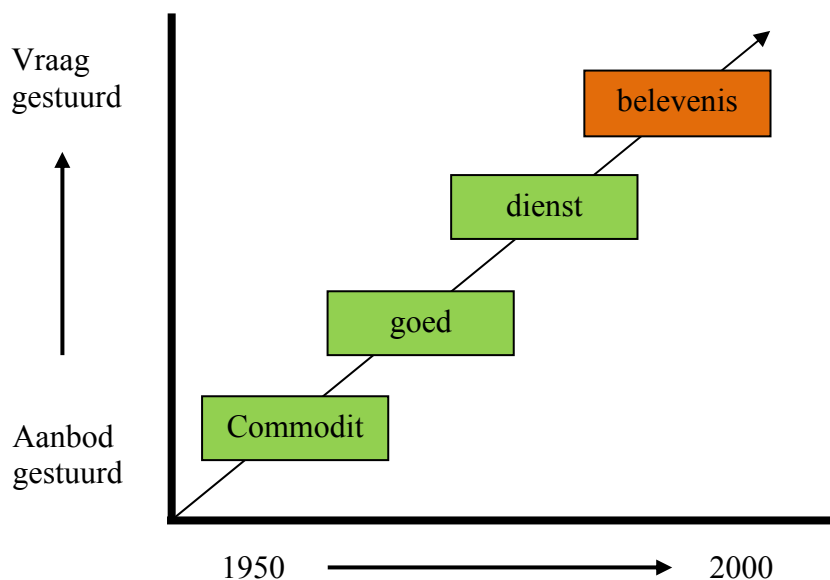 Vraag
gestuurd
belevenis
dienst
goed
Commodit
Aanbod
gestuurd
1950
2000